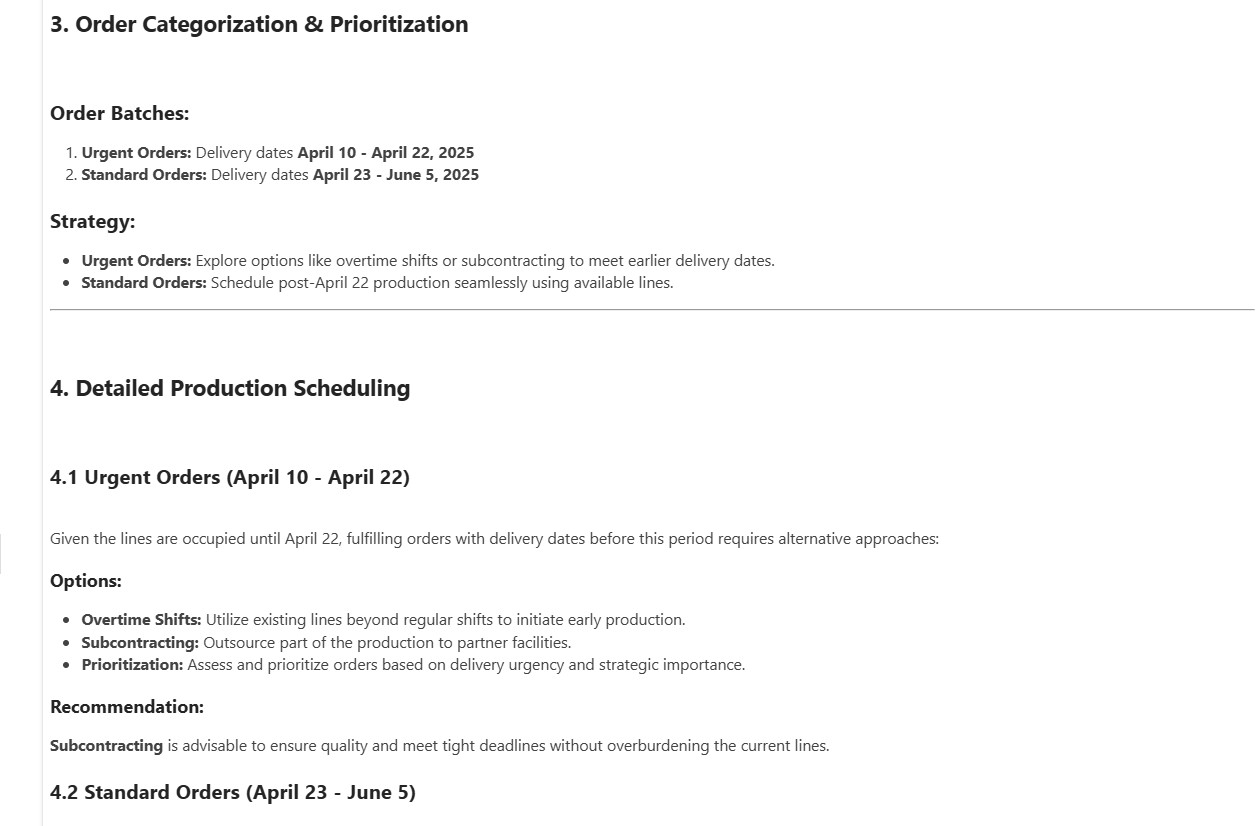 3. Order Categorization & Prioritization
Order Batches:
1. Urgent Orders: Delivery dates April 10 - April 22, 2025
2. Standard Orders: Delivery dates April 23 - June 5, 2025
Strategy:
• Urgent Orders: Explore options like overtime shifts or subcontracting to meet earlier delivery dates.
• Standard Orders: Schedule post-April 22 production seamlessly using available lines.
4. Detailed Production Scheduling
4.1 Urgent Orders (April 10 - April 22)
Given the lines are occupied until April 22, fulfilling orders with delivery dates before this period requires alternative approaches:
Options:
• Overtime Shifts: Utilize existing lines beyond regular shifts to initiate early production.
• Subcontracting: Outsource part of the production to partner facilities.
• Prioritization: Assess and prioritize orders based on delivery urgency and strategic importance.
Recommendation:
Subcontracting is advisable to ensure quality and meet tight deadlines without overburdening the current lines.
4.2 Standard Orders (April 23 - June 5)